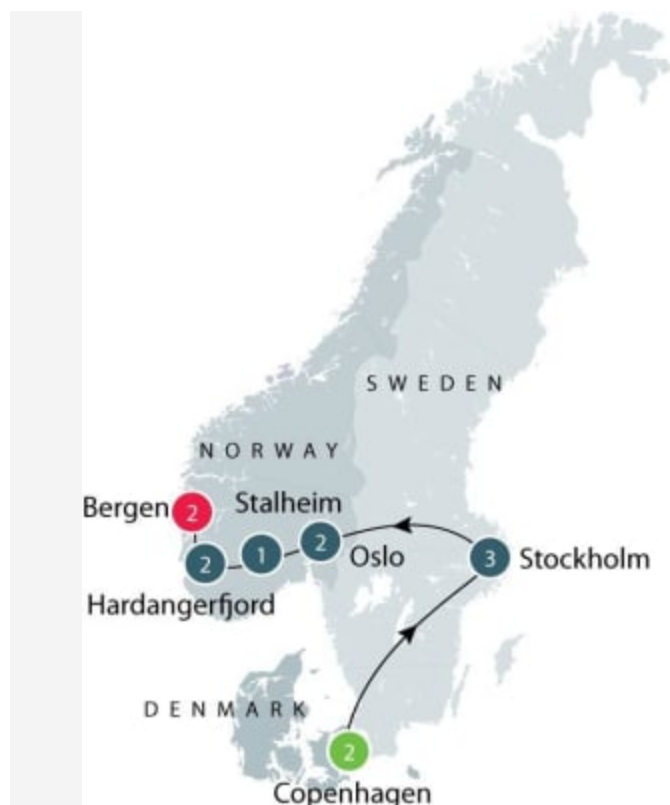 SWEDEN
NORWAY
Bergen
2
Stalheim
2
1
2
Oslo
3
Stockholm
Hardangerfjord
DENMARK
2
Copenhagen